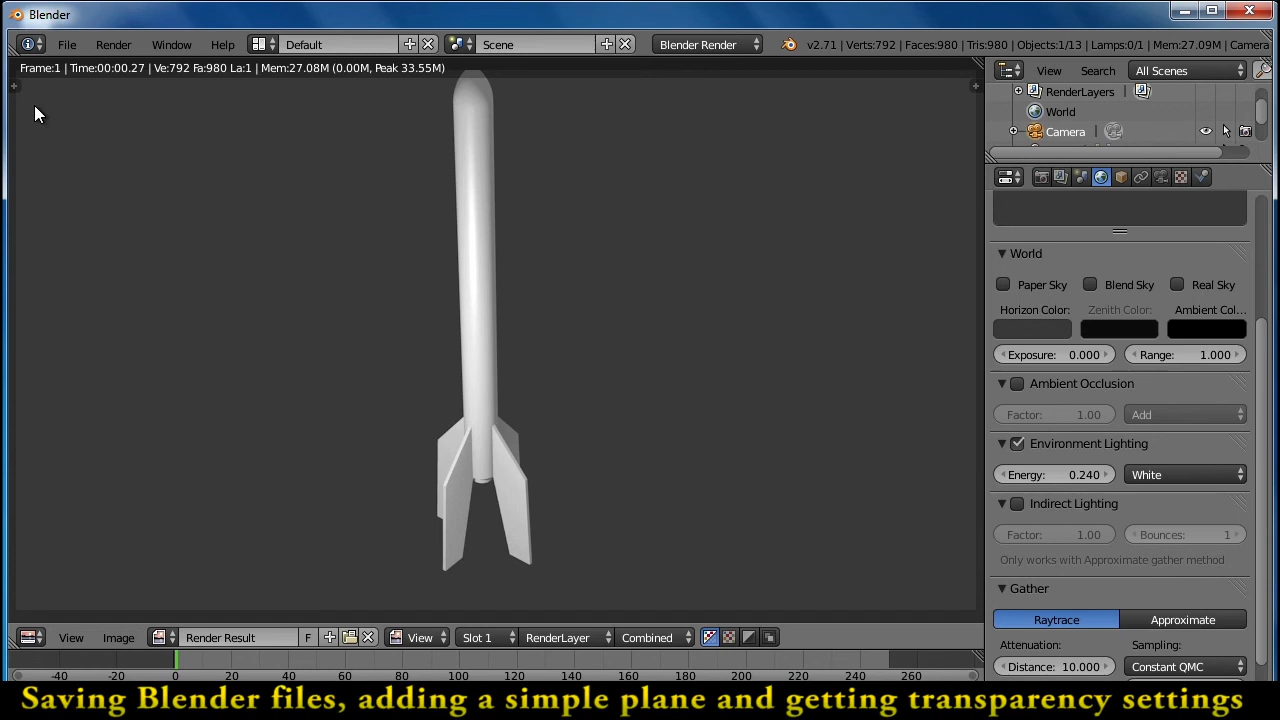 Blender
File Render Window Help Default Scene Blender Render v2.71 | Verts:792 | Faces:980 | Tris:980 | Objects:1/13 | Lamps:0/1 | Mem:27.09M | Camera
Frame:1 | Time:00:00.27 | Ve:792 Fa:980 La:1 | Mem:27.08M (0.00M, Peak 33.55M)
View Search All Scenes
RenderLayers
World
Camera
World
Paper Sky Blend Sky Real Sky
Horizon Color: Zenith Color: Ambient Col...
Exposure: 0.000 Range: 1.000
Ambient Occlusion
Factor: 1.00 Add
Environment Lighting
Energy: 0.240 White
Indirect Lighting
Factor: 1.00 Bounces: 1
Only works with Approximate gather method
Gather
Raytrace Approximate
Attenuation: Sampling:
Distance: 10.000 Constant QMC
View Image Render Result F View Slot 1 RenderLayer Combined
-40 -20 0 20 40 60 80 100 120 140 160 180 200 220 240 260
Saving Blender files, adding a simple plane and getting transparency settings